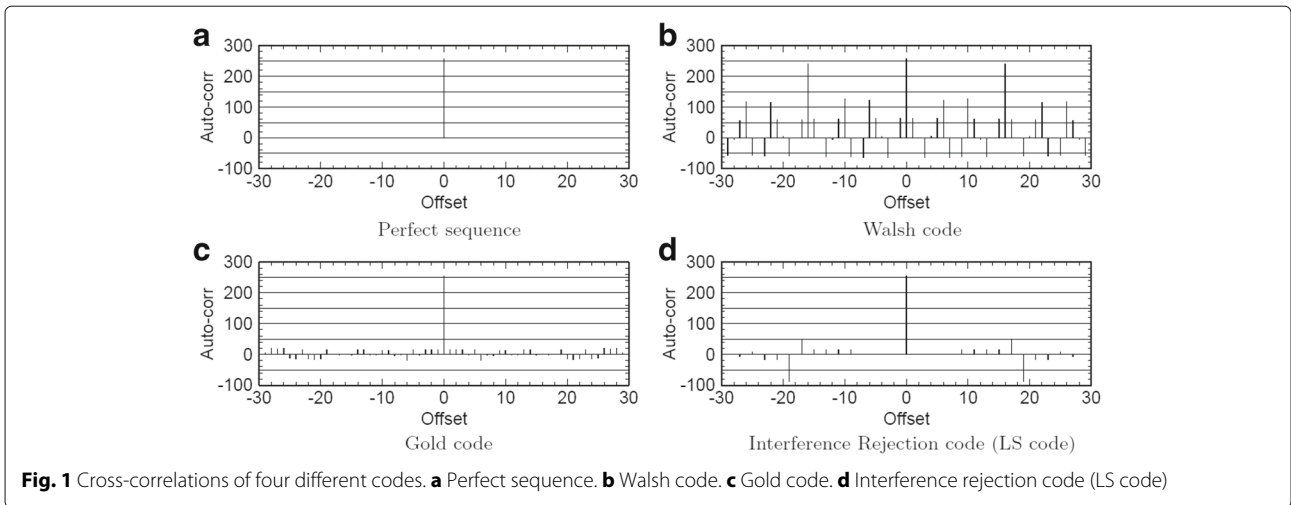 a
300
200
100
0
-100
Auto-corr
-30 -20 -10 0 10 20 30
Offset
Perfect sequence
b
300
200
100
0
-100
Auto-corr
-30 -20 -10 0 10 20 30
Offset
Walsh code
c
300
200
100
0
-100
Auto-corr
-30 -20 -10 0 10 20 30
Offset
Gold code
d
300
200
100
0
-100
Auto-corr
-30 -20 -10 0 10 20 30
Offset
Interference Rejection code (LS code)
Fig. 1 Cross-correlations of four different codes. a Perfect sequence. b Walsh code. c Gold code. d Interference rejection code (LS code)